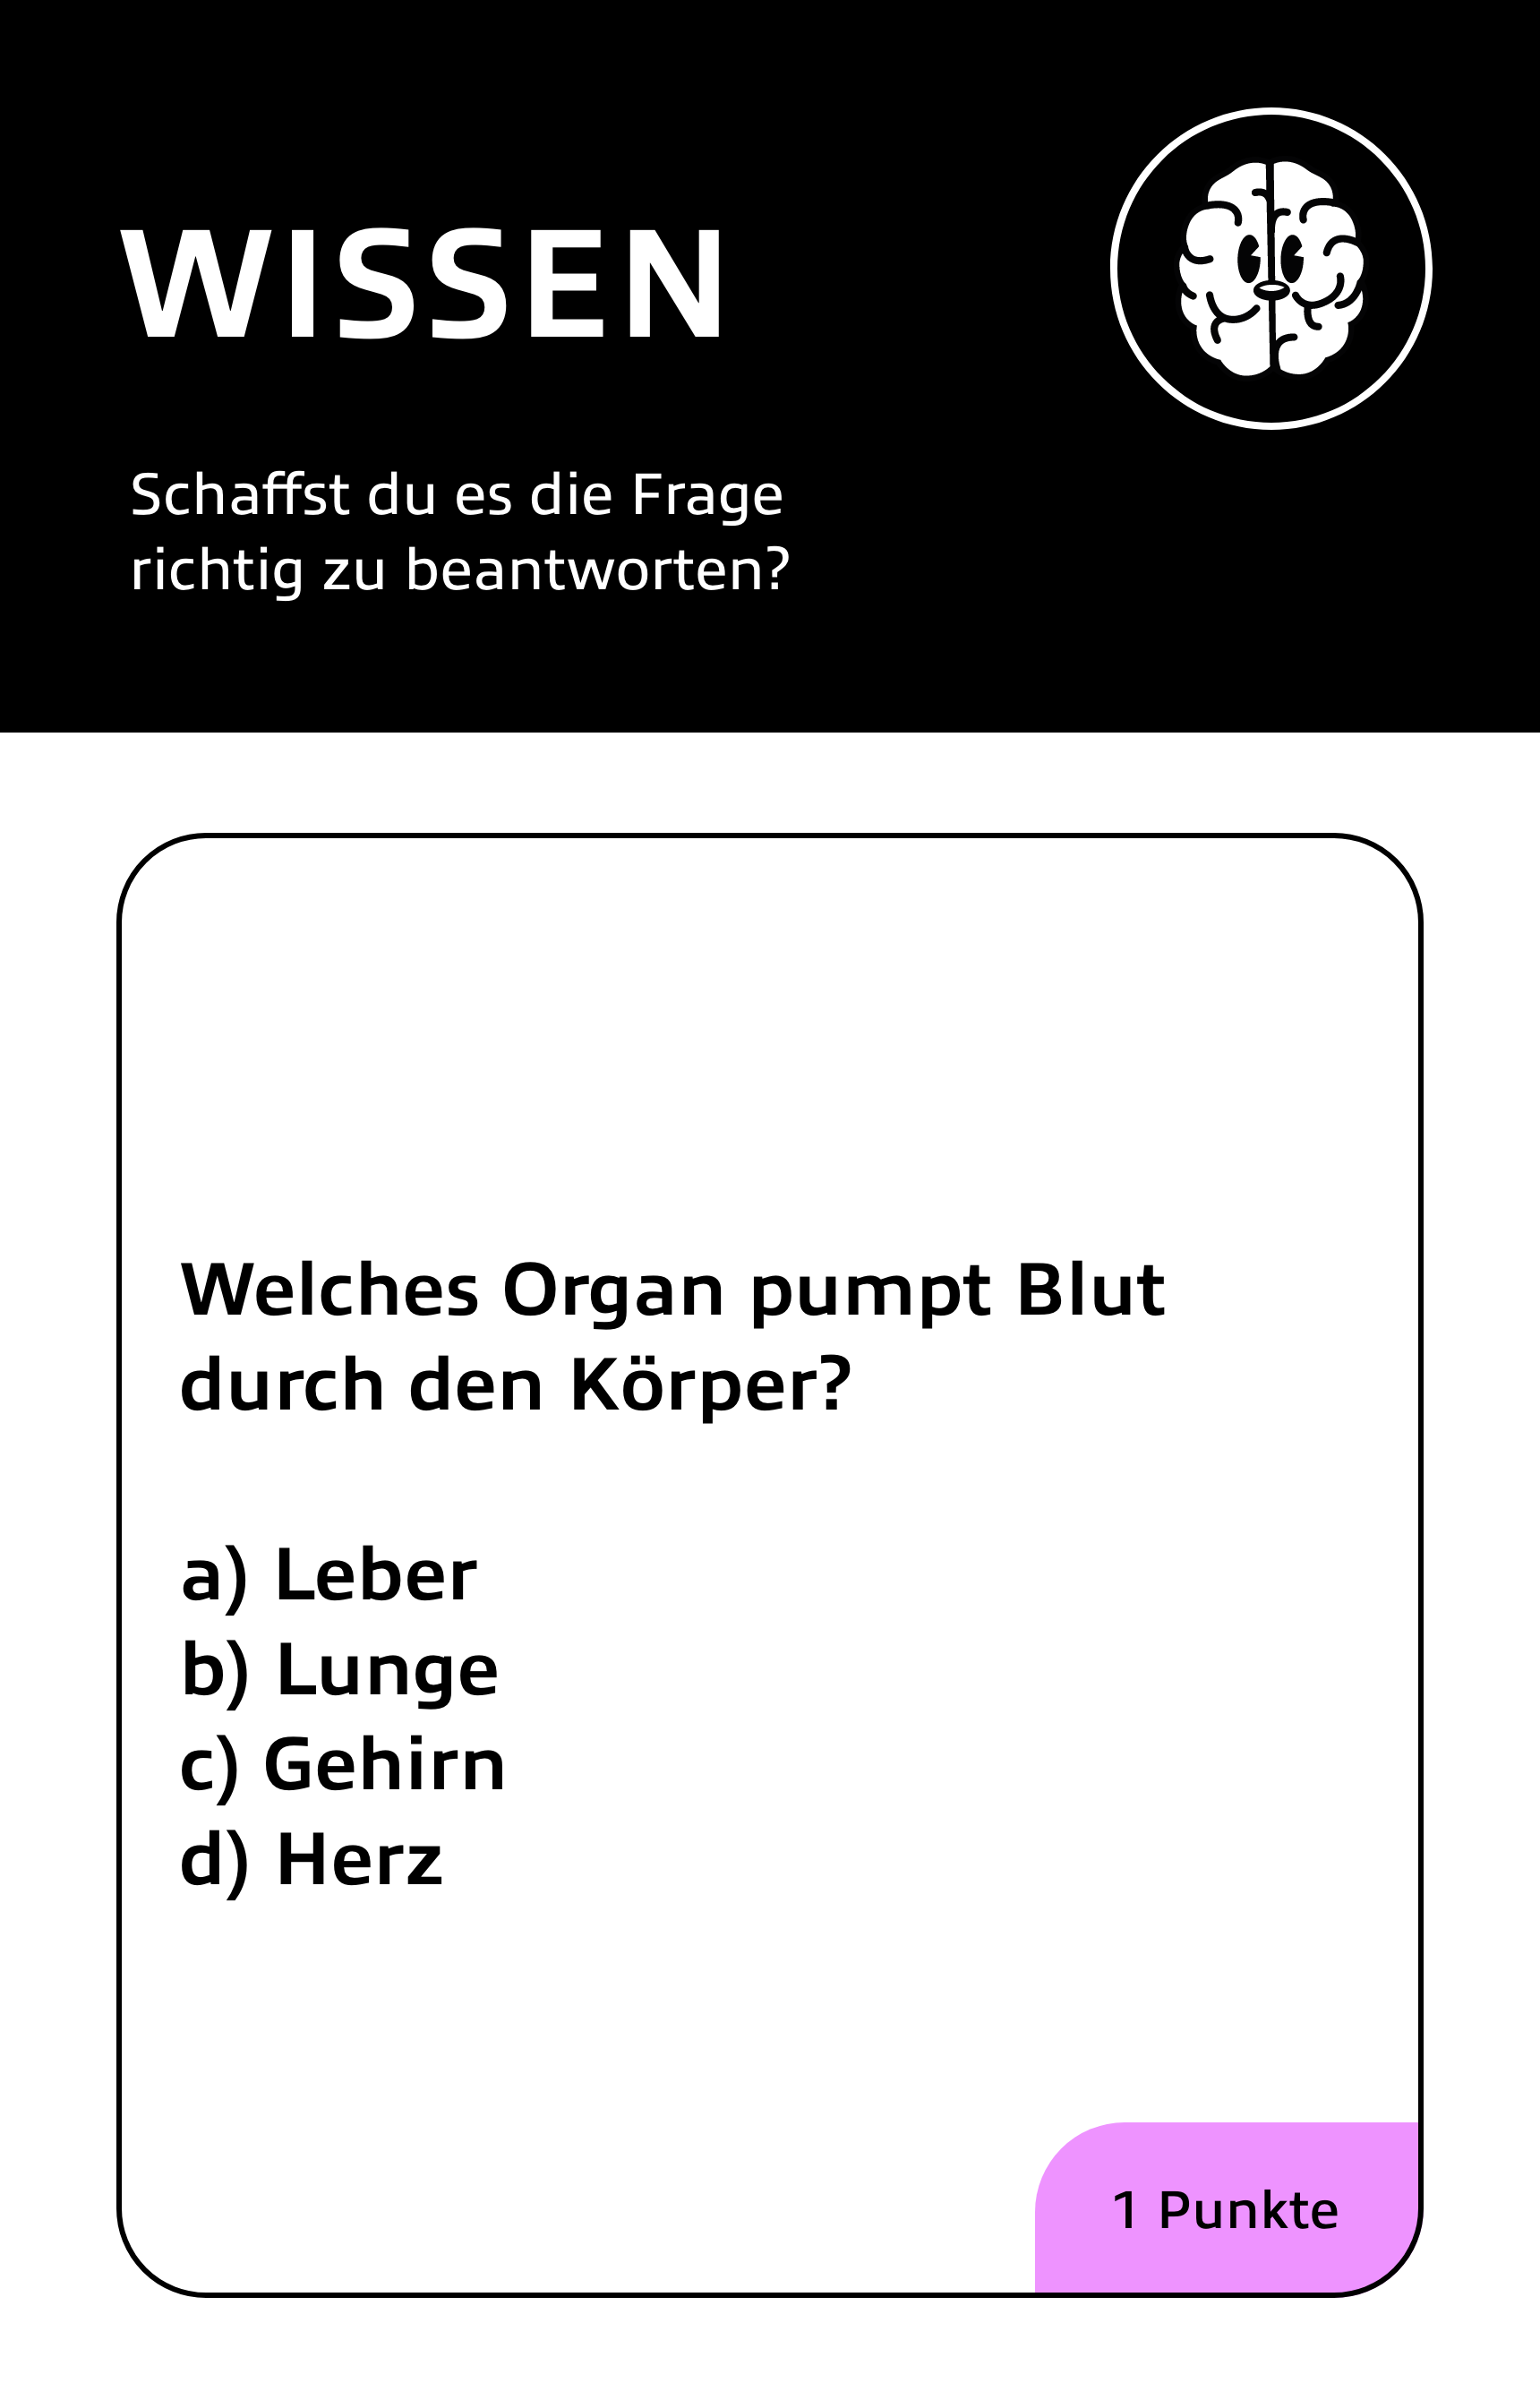 WISSEN
Schaffst du es die Frage
richtig zu beantworten?
Welches Organ pumpt Blut
durch den Körper?
a) Leber
b) Lunge
c) Gehirn
d) Herz
1 Punkte